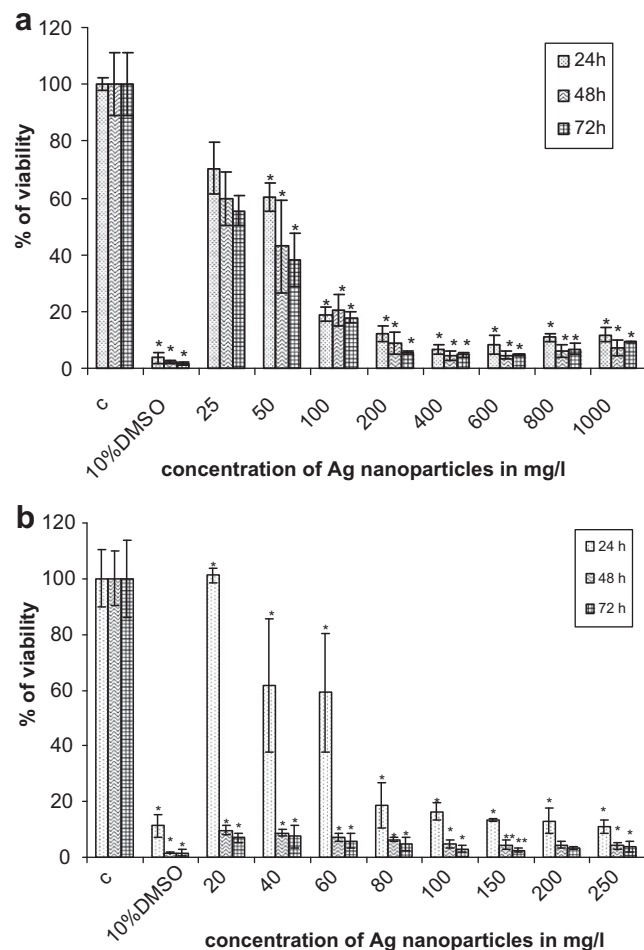 a
120
100
80
60
40
20
0
% of viability
24h
48h
72h
* * *
* * *
* * *
* * *
* * *
* * *
* * *
* * *
c
10%DMSO
25
50
100
200
400
600
800
1000
concentration of Ag nanoparticles in mg/l
b
120
100
80
60
40
20
0
% of viability
24 h
48 h
72 h
* * *
* * *
* * *
* * *
* * *
* * *
* ** **
*
* * *
c
10%DMSO
20
40
60
80
100
150
200
250
concentration of Ag nanoparticles in mg/l